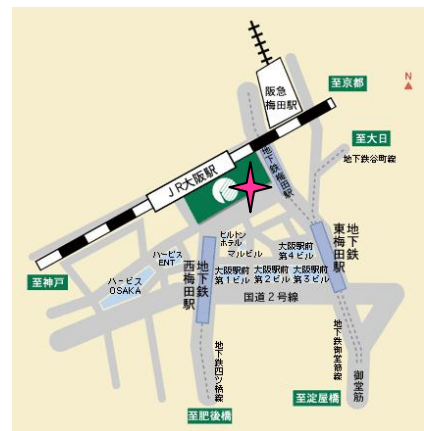 阪急
梅田駅
至京都
N
至大日
地下鉄谷町線
JR大阪駅
地下鉄梅田駅
ヒルトン
ホテル
マルビル
大阪駅前
第4ビル
地下鉄
東梅田駅
ハービス
ENT
地下鉄
西梅田駅
大阪駅前
第1ビル
大阪駅前
第2ビル
大阪駅前
第3ビル
至神戸
ハービス
OSAKA
国道2号線
地下鉄四ツ橋線
地下鉄御堂筋線
御堂筋
至淀屋橋
至肥後橋